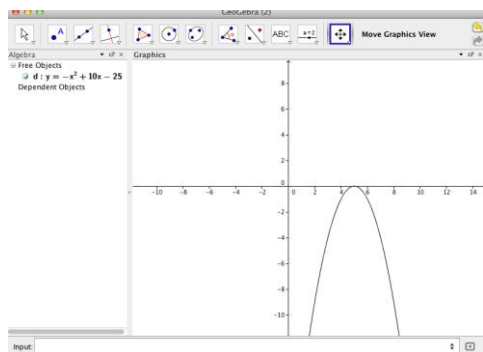 GeoGebra (2)
ABC a=2 Move Graphics View
Algebra Graphics
Free Objects
d : y = −x² + 10x − 25
Dependent Objects
8
6
4
2
0
-10 -8 -6 -4 -2 0 2 4 6 8 10 12 14
-2
-4
-6
-8
-10
Input: